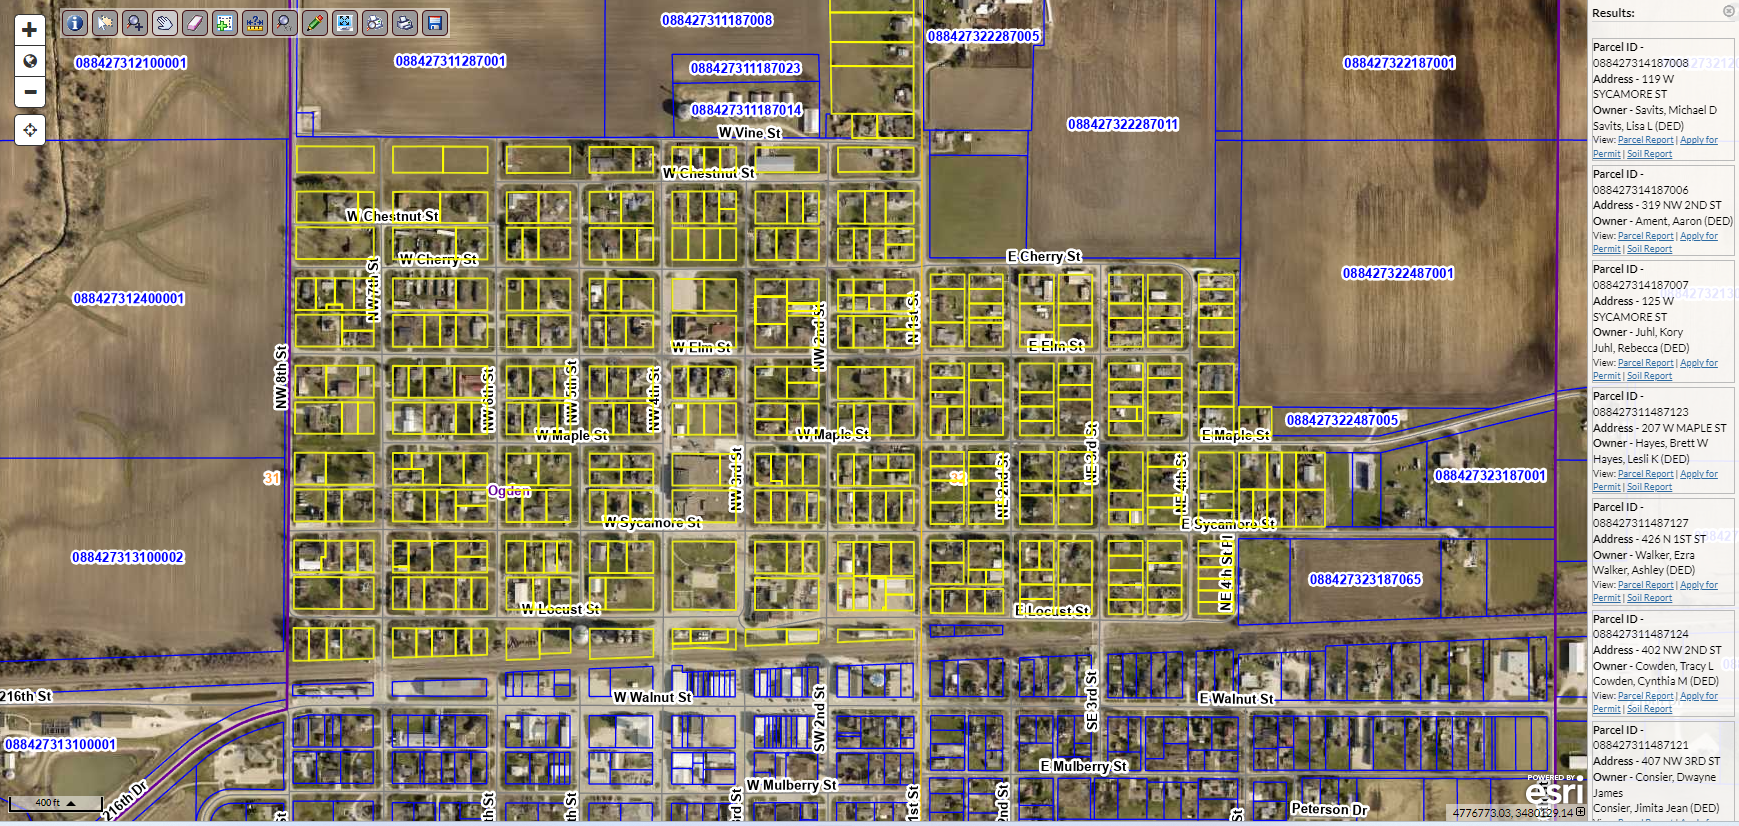 088427311187008
088427322287005
088427312100001
088427311287001
088427311187023
088427322187001
088427311187014
088427322287011
W Vine St
W Chestnut St
W Chestnut St
W Cherry St
E Cherry St
088427322487001
088427312400001
NW 7th St
NW 2nd St
N 1st St
W Elm St
E Elm St
NW 8th St
NW 6th St
NW 5th St
NW 4th St
088427322487005
W Maple St
W Maple St
E Maple St
NE 3rd St
31
32
Ogden
NW 3rd St
NE 2nd St
NE 4th St
088427323187001
W Sycamore St
E Sycamore St
088427313100002
NE 4th St Pl
088427323187065
W Locust St
E Locust St
216th St
W Walnut St
SW 2nd St
SE 3rd St
E Walnut St
088427313100001
E Mulberry St
W Mulberry St
216th Dr
Peterson Dr
400 ft
POWERED BY
esri
4776773.03, 3480129.14
Results:
Parcel ID -
088427314187008
Address - 119 W
SYCAMORE ST
Owner - Savits, Michael D
Savits, Lisa L (DED)
View: Parcel Report | Apply for
Permit | Soil Report
Parcel ID -
088427314187006
Address - 319 NW 2ND ST
Owner - Ament, Aaron (DED)
View: Parcel Report | Apply for
Permit | Soil Report
Parcel ID -
088427314187007
Address - 125 W
SYCAMORE ST
Owner - Juhl, Kory
Juhl, Rebecca (DED)
View: Parcel Report | Apply for
Permit | Soil Report
Parcel ID -
088427311487123
Address - 207 W MAPLE ST
Owner - Hayes, Brett W
Hayes, Lesli K (DED)
View: Parcel Report | Apply for
Permit | Soil Report
Parcel ID -
088427311487127
Address - 426 N 1ST ST
Owner - Walker, Ezra
Walker, Ashley (DED)
View: Parcel Report | Apply for
Permit | Soil Report
Parcel ID -
088427311487124
Address - 402 NW 2ND ST
Owner - Cowden, Tracy L
Cowden, Cynthia M (DED)
View: Parcel Report | Apply for
Permit | Soil Report
Parcel ID -
088427311487121
Address - 407 NW 3RD ST
Owner - Consier, Dwayne
James
Consier, Jimita Jean (DED)